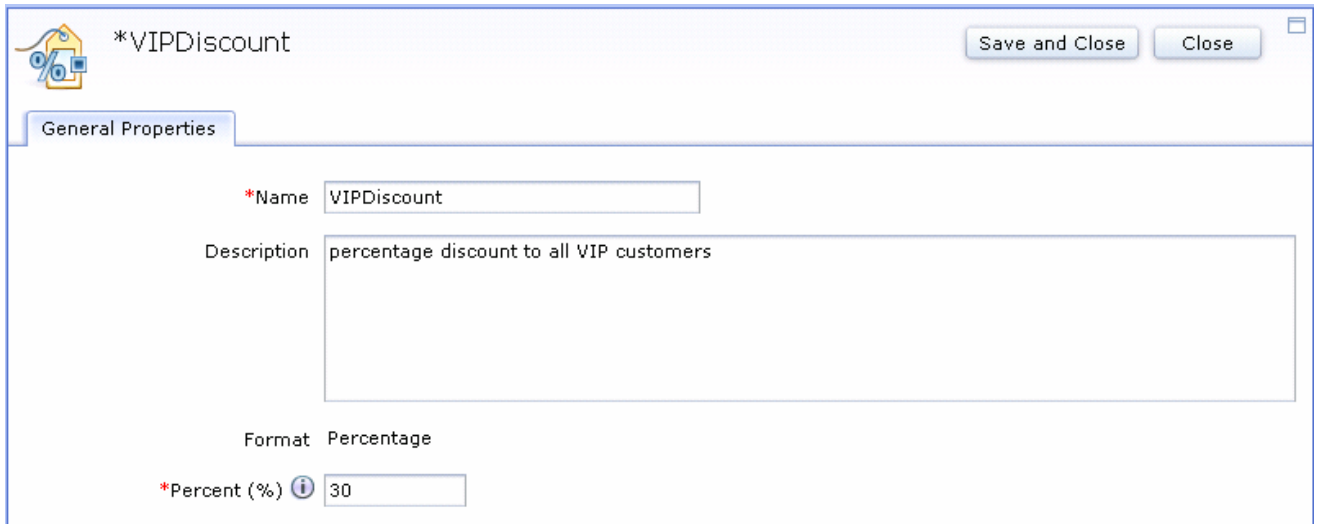 *VIPDiscount
Save and Close
Close
General Properties
*Name VIPDiscount
Description percentage discount to all VIP customers
Format Percentage
*Percent (%) i 30